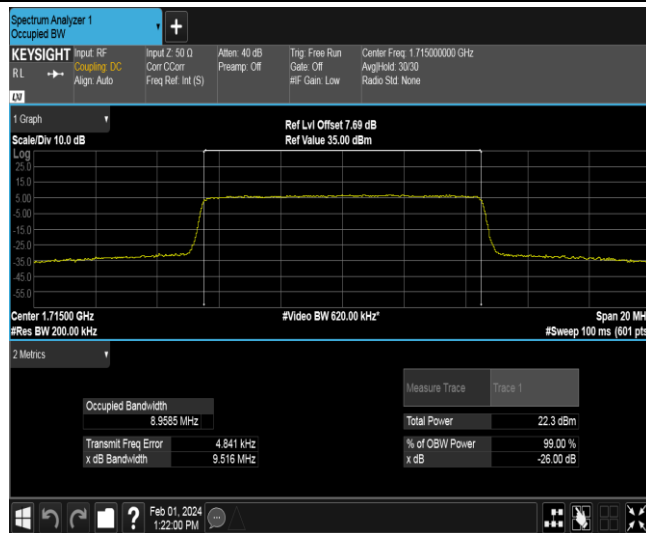 Spectrum Analyzer 1
Occupied BW
+
KEYSIGHT Input: RF Input Z: 50 Ω Atten: 40 dB Trig: Free Run Center Freq: 1.715000000 GHz
RL Coupling: DC Corr CCorr Preamp: Off Gate: Off Avg|Hold: 30/30
Align: Auto Freq Ref: Int (S) #IF Gain: Low Radio Std: None
1 Graph
Ref Lvl Offset 7.69 dB
Scale/Div 10.0 dB Ref Value 35.00 dBm
Log
25.0
15.0
5.00
-5.00
-15.0
-25.0
-35.0
-45.0
-55.0
Center 1.71500 GHz #Video BW 620.00 kHz* Span 20 MH
#Res BW 200.00 kHz #Sweep 100 ms (601 pts
2 Metrics
Measure Trace Trace 1
Occupied Bandwidth
8.9585 MHz
Total Power 22.3 dBm
Transmit Freq Error 4.841 kHz % of OBW Power 99.00 %
x dB Bandwidth 9.516 MHz x dB -26.00 dB
? Feb 01, 2024
1:22:00 PM